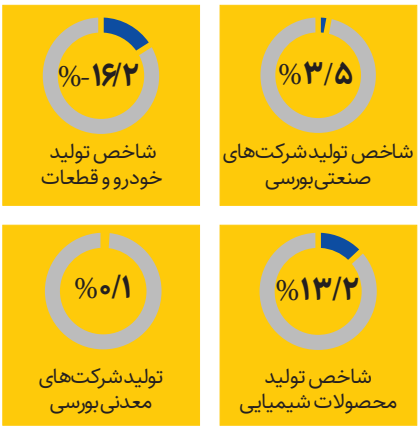 %۳/۵
شاخص تولید شرکت‌های
صنعتی بورسی
%-۱۶/۲
شاخص تولید
خودرو و قطعات
%۱۳/۲
شاخص تولید
محصولات شیمیایی
%۰/۱
تولید شرکت‌های
معدنی بورسی